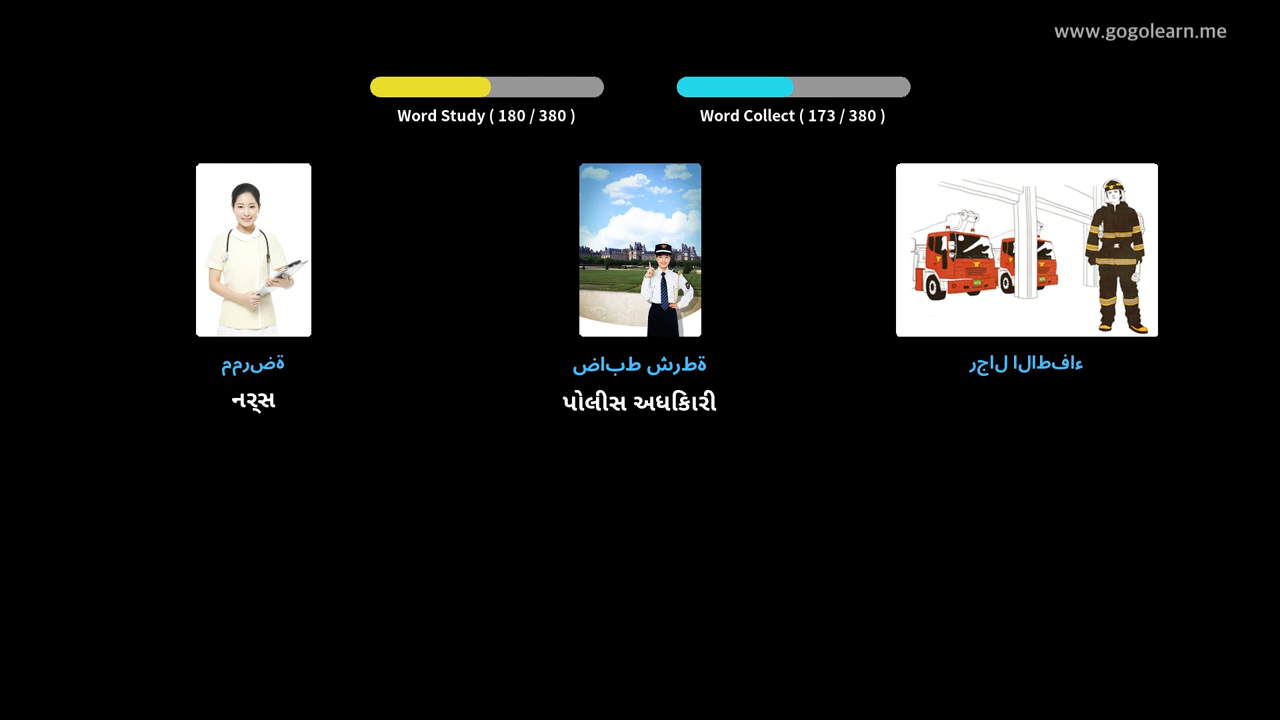 www.gogolearn.me
Word Study ( 180 / 380 )
Word Collect ( 173 / 380 )
ممرضة
નર્સ
ضابط شرطة
પોલીસ અધિકારી
رجال الاطفاء